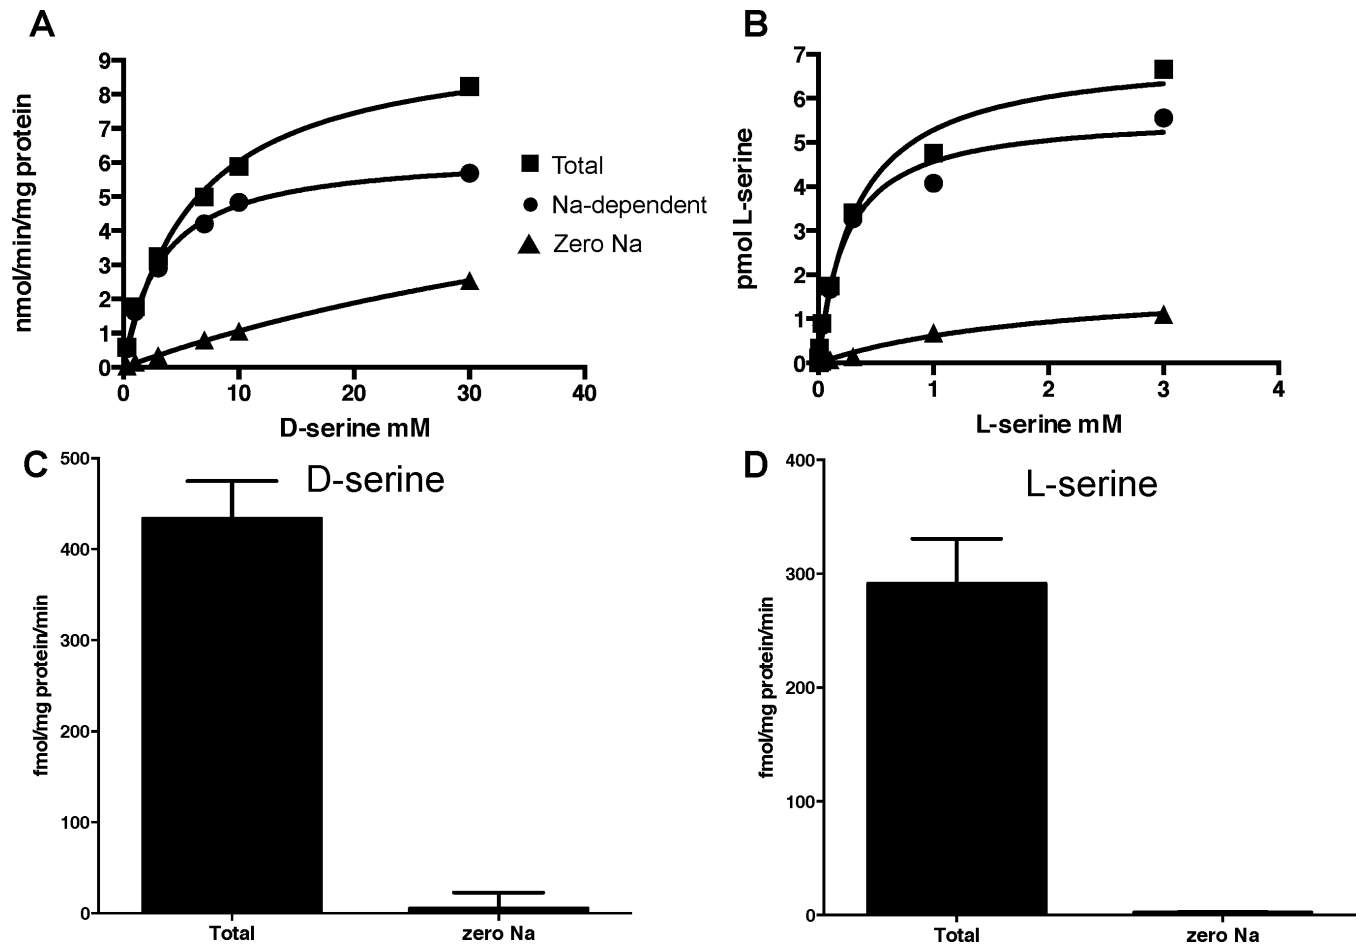 A
9
8
7
6
5
4
3
2
1
0
nmol/min/mg protein
0 10 20 30 40
D-serine mM
Total
Na-dependent
Zero Na
B
7
6
5
4
3
2
1
0
pmol L-serine
0 1 2 3 4
L-serine mM
C
D-serine
500
400
300
200
100
0
fmol/mg protein/min
Total zero Na
D
L-serine
400
300
200
100
0
fmol/mg protein/min
Total zero Na